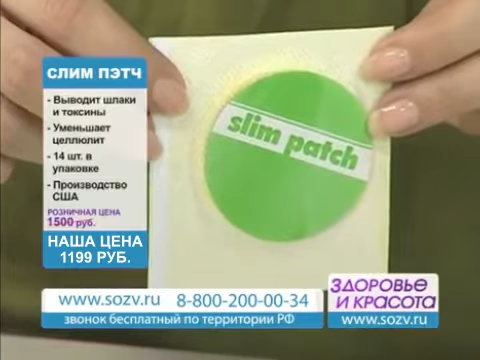 СЛИМ ПЭТЧ
- Выводит шлаки
и токсины
- Уменьшает
целлюлит
- 14 шт. в
упаковке
- Производство
США
РОЗНИЧНАЯ ЦЕНА
1500 руб.
НАША ЦЕНА
1199 РУБ.
slim patch
www.sozv.ru 8-800-200-00-34
звонок бесплатный по территории РФ
ЗДОРОВЬЕ
И КРАСОТА
www.sozv.ru